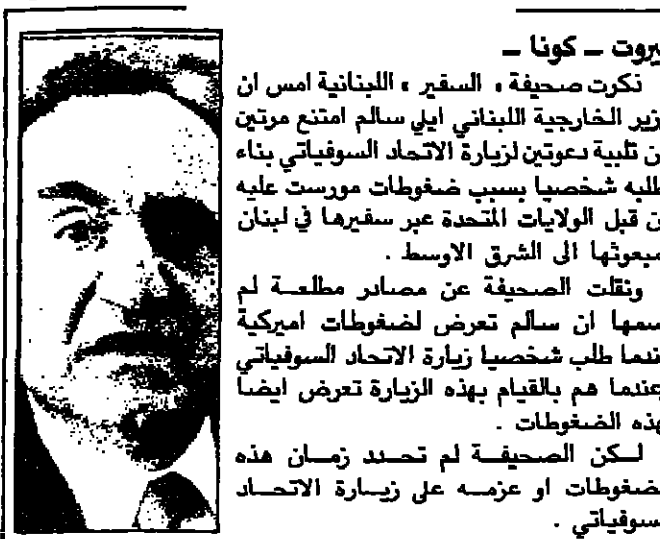 بيروت ــ كونا ــ
ذكرت صحيفة « السفير » اللبنانية امس ان
وزير الخارجية اللبناني ايلي سالم امتنع مرتين
عن تلبية دعوتين لزيارة الاتحاد السوفياتي بناء
لطلبه شخصيا بسبب ضغوطات مورست عليه
من قبل الولايات المتحدة عبر سفيرها في لبنان
ومبعوثها الى الشرق الاوسط .
ونقلت الصحيفة عن مصادر مطلعة لم
تسمها ان سالم تعرض لضغوطات اميركية
عندما طلب شخصيا زيارة الاتحاد السوفياتي
وعندما هم بالقيام بهذه الزيارة تعرض ايضا
لهذه الضغوطات .
لكن الصحيفة لم تحدد زمان هذه
الضغوطات او عزمه على زيارة الاتحاد
السوفياتي .